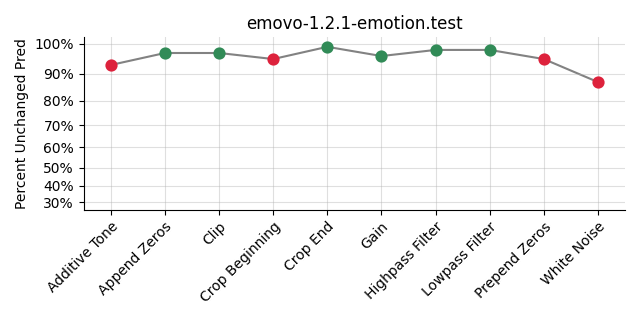 emovo-1.2.1-emotion.test
Percent Unchanged Pred
100%
90%
80%
70%
60%
50%
40%
30%
Additive Tone
Append Zeros
Clip
Crop Beginning
Crop End
Gain
Highpass Filter
Lowpass Filter
Prepend Zeros
White Noise